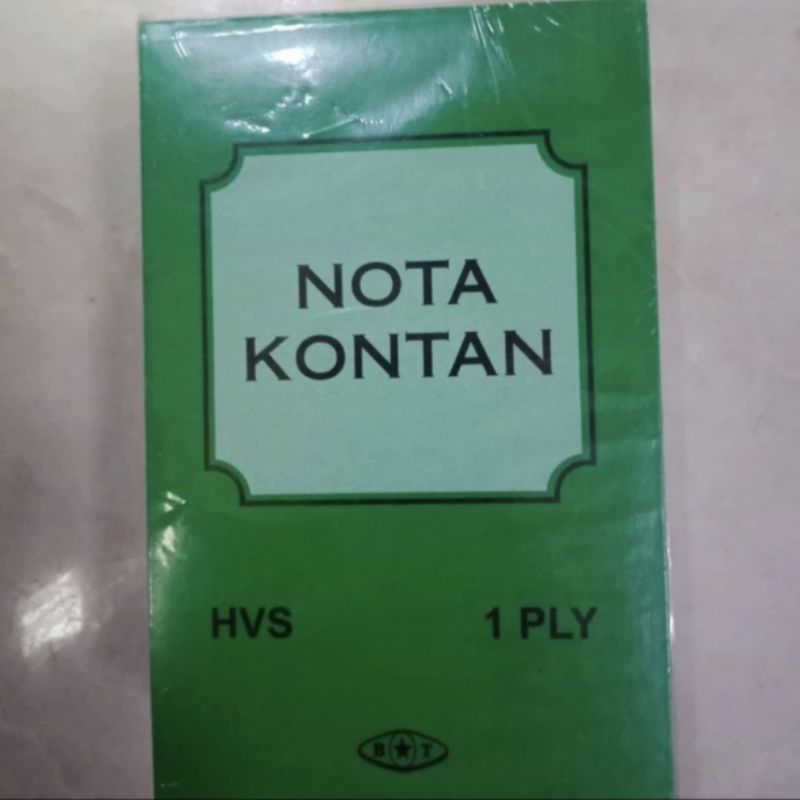 NOTA
KONTAN
HVS 1 PLY
B★T